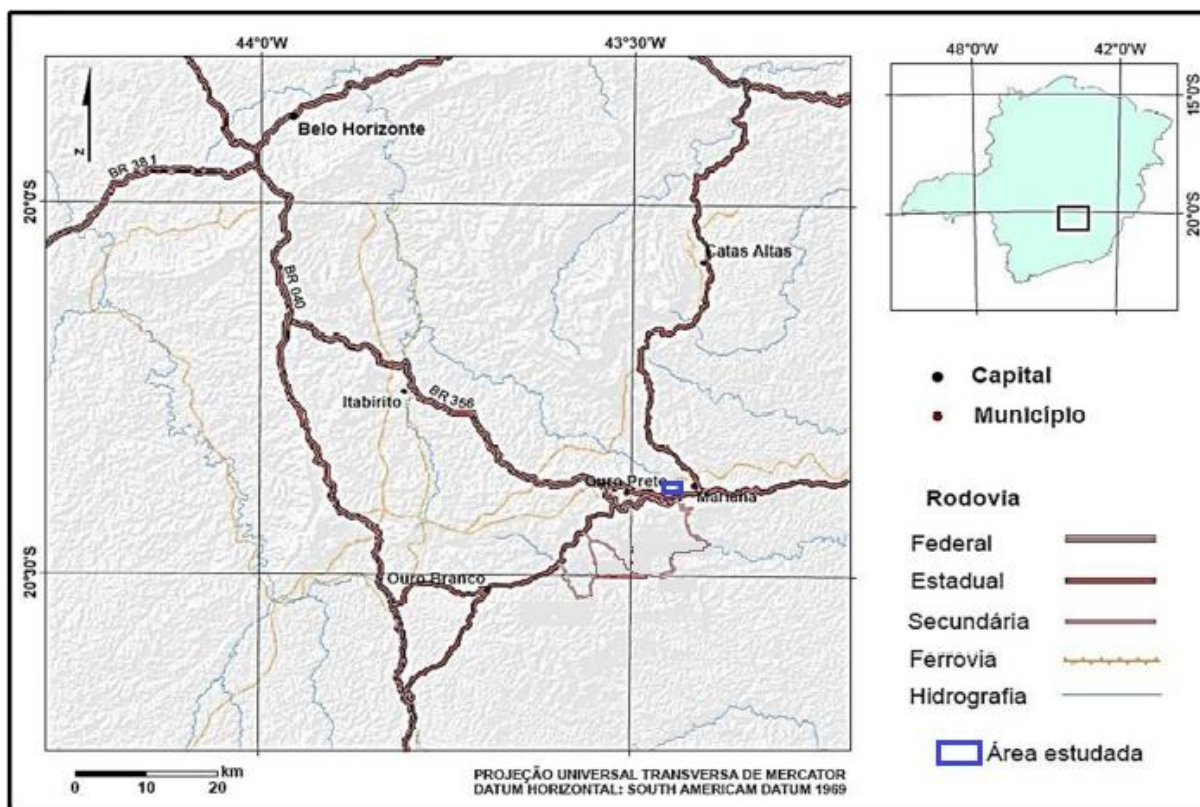 44°0'W
43°30'W
48°0'W
42°0'W
15°0'S
20°0'S
z
Belo Horizonte
BR 381
20°0'S
BR 040
Catas Altas
Itabirito
BR 356
Ouro Preto
Mariana
20°30'S
Ouro Branco
Capital
Município
Rodovia
Federal
Estadual
Secundária
Ferrovia
Hidrografia
Área estudada
km
0 10 20
PROJEÇÃO UNIVERSAL TRANSVERSA DE MERCATOR
DATUM HORIZONTAL: SOUTH AMERICAM DATUM 1969